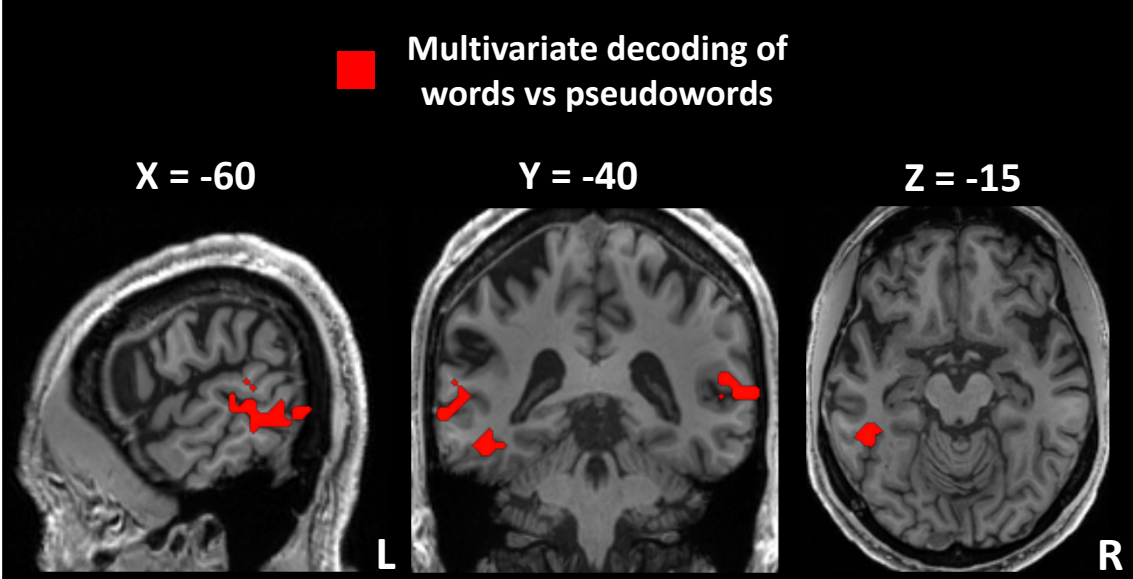 Multivariate decoding of
words vs pseudowords
X = -60
Y = -40
Z = -15
L
R